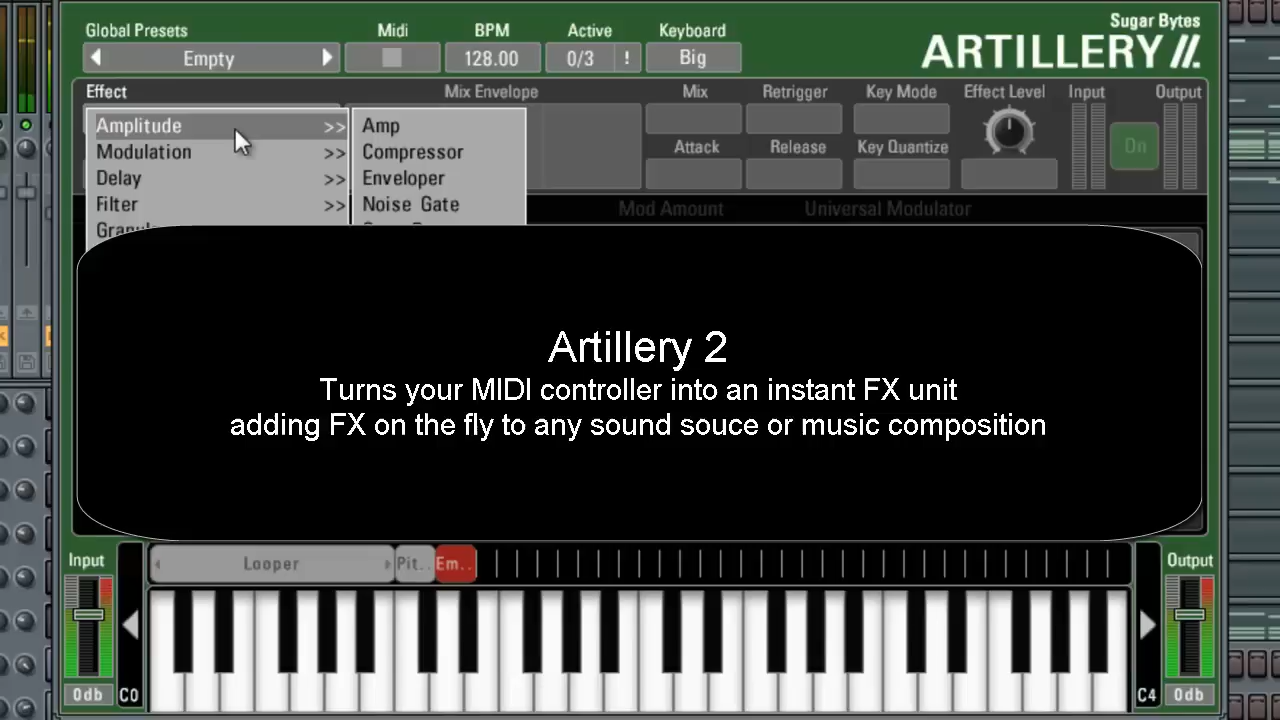 Global Presets
Midi
BPM
Active
Keyboard
Sugar Bytes
Empty
128.00
0/3 !
Big
ARTILLERY //.
Effect
Mix Envelope
Mix
Retrigger
Key Mode
Effect Level
Input
Output
Amplitude >>
Amp
On
Modulation >>
Compressor
Attack
Release
Key Quantize
Delay >>
Enveloper
Filter >>
Noise Gate
Mod Amount
Universal Modulator
Artillery 2
Turns your MIDI controller into an instant FX unit
adding FX on the fly to any sound souce or music composition
Input
Looper
Pit..
Em..
Output
0db
C0
C4
0db